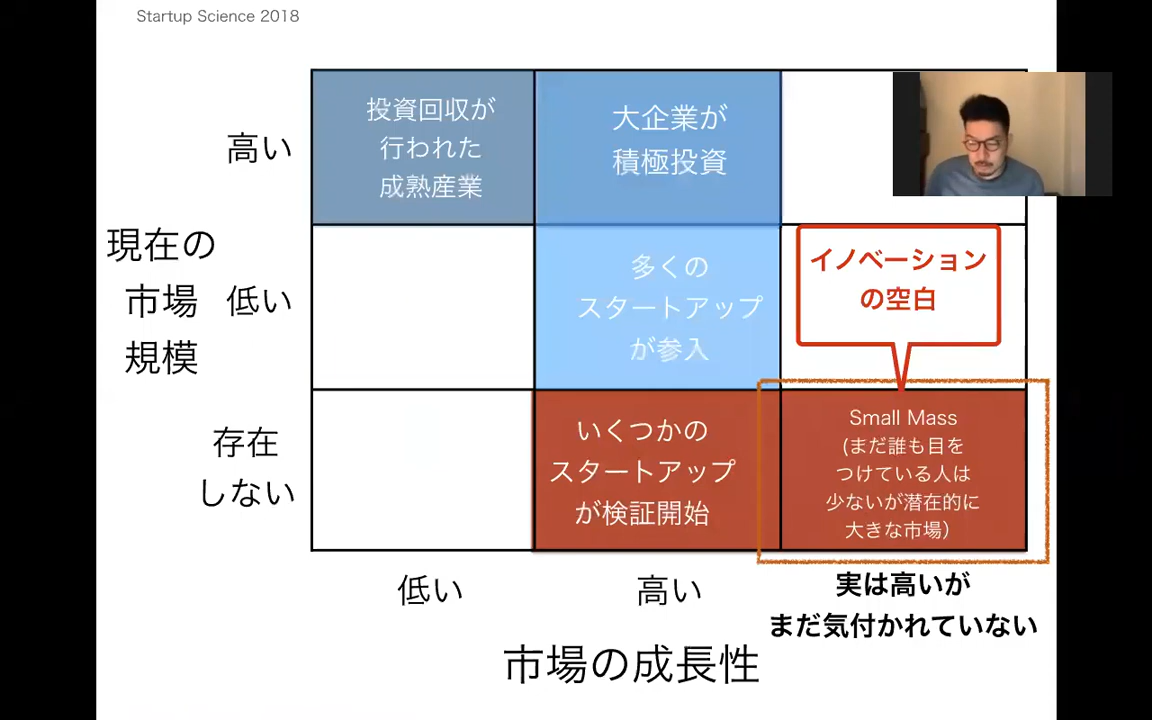 Startup Science 2018
投資回収が
行われた
成熟産業
大企業が
積極投資
高い
現在の
市場
規模
低い
多くの
スタートアップ
が参入
イノベーション
の空白
存在
しない
いくつかの
スタートアップ
が検証開始
Small Mass
(まだ誰も目を
つけている人は
少ないが潜在的に
大きな市場)
低い
高い
実は高いが
まだ気付かれていない
市場の成長性